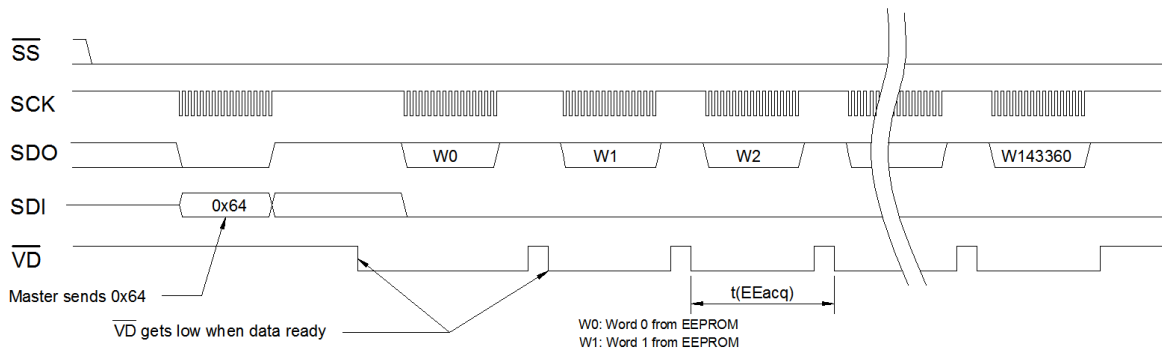 SS
SCK
SDO
W0
W1
W2
W143360
SDI
0x64
VD
Master sends 0x64
t(EEacq)
VD gets low when data ready
W0: Word 0 from EEPROM
W1: Word 1 from EEPROM